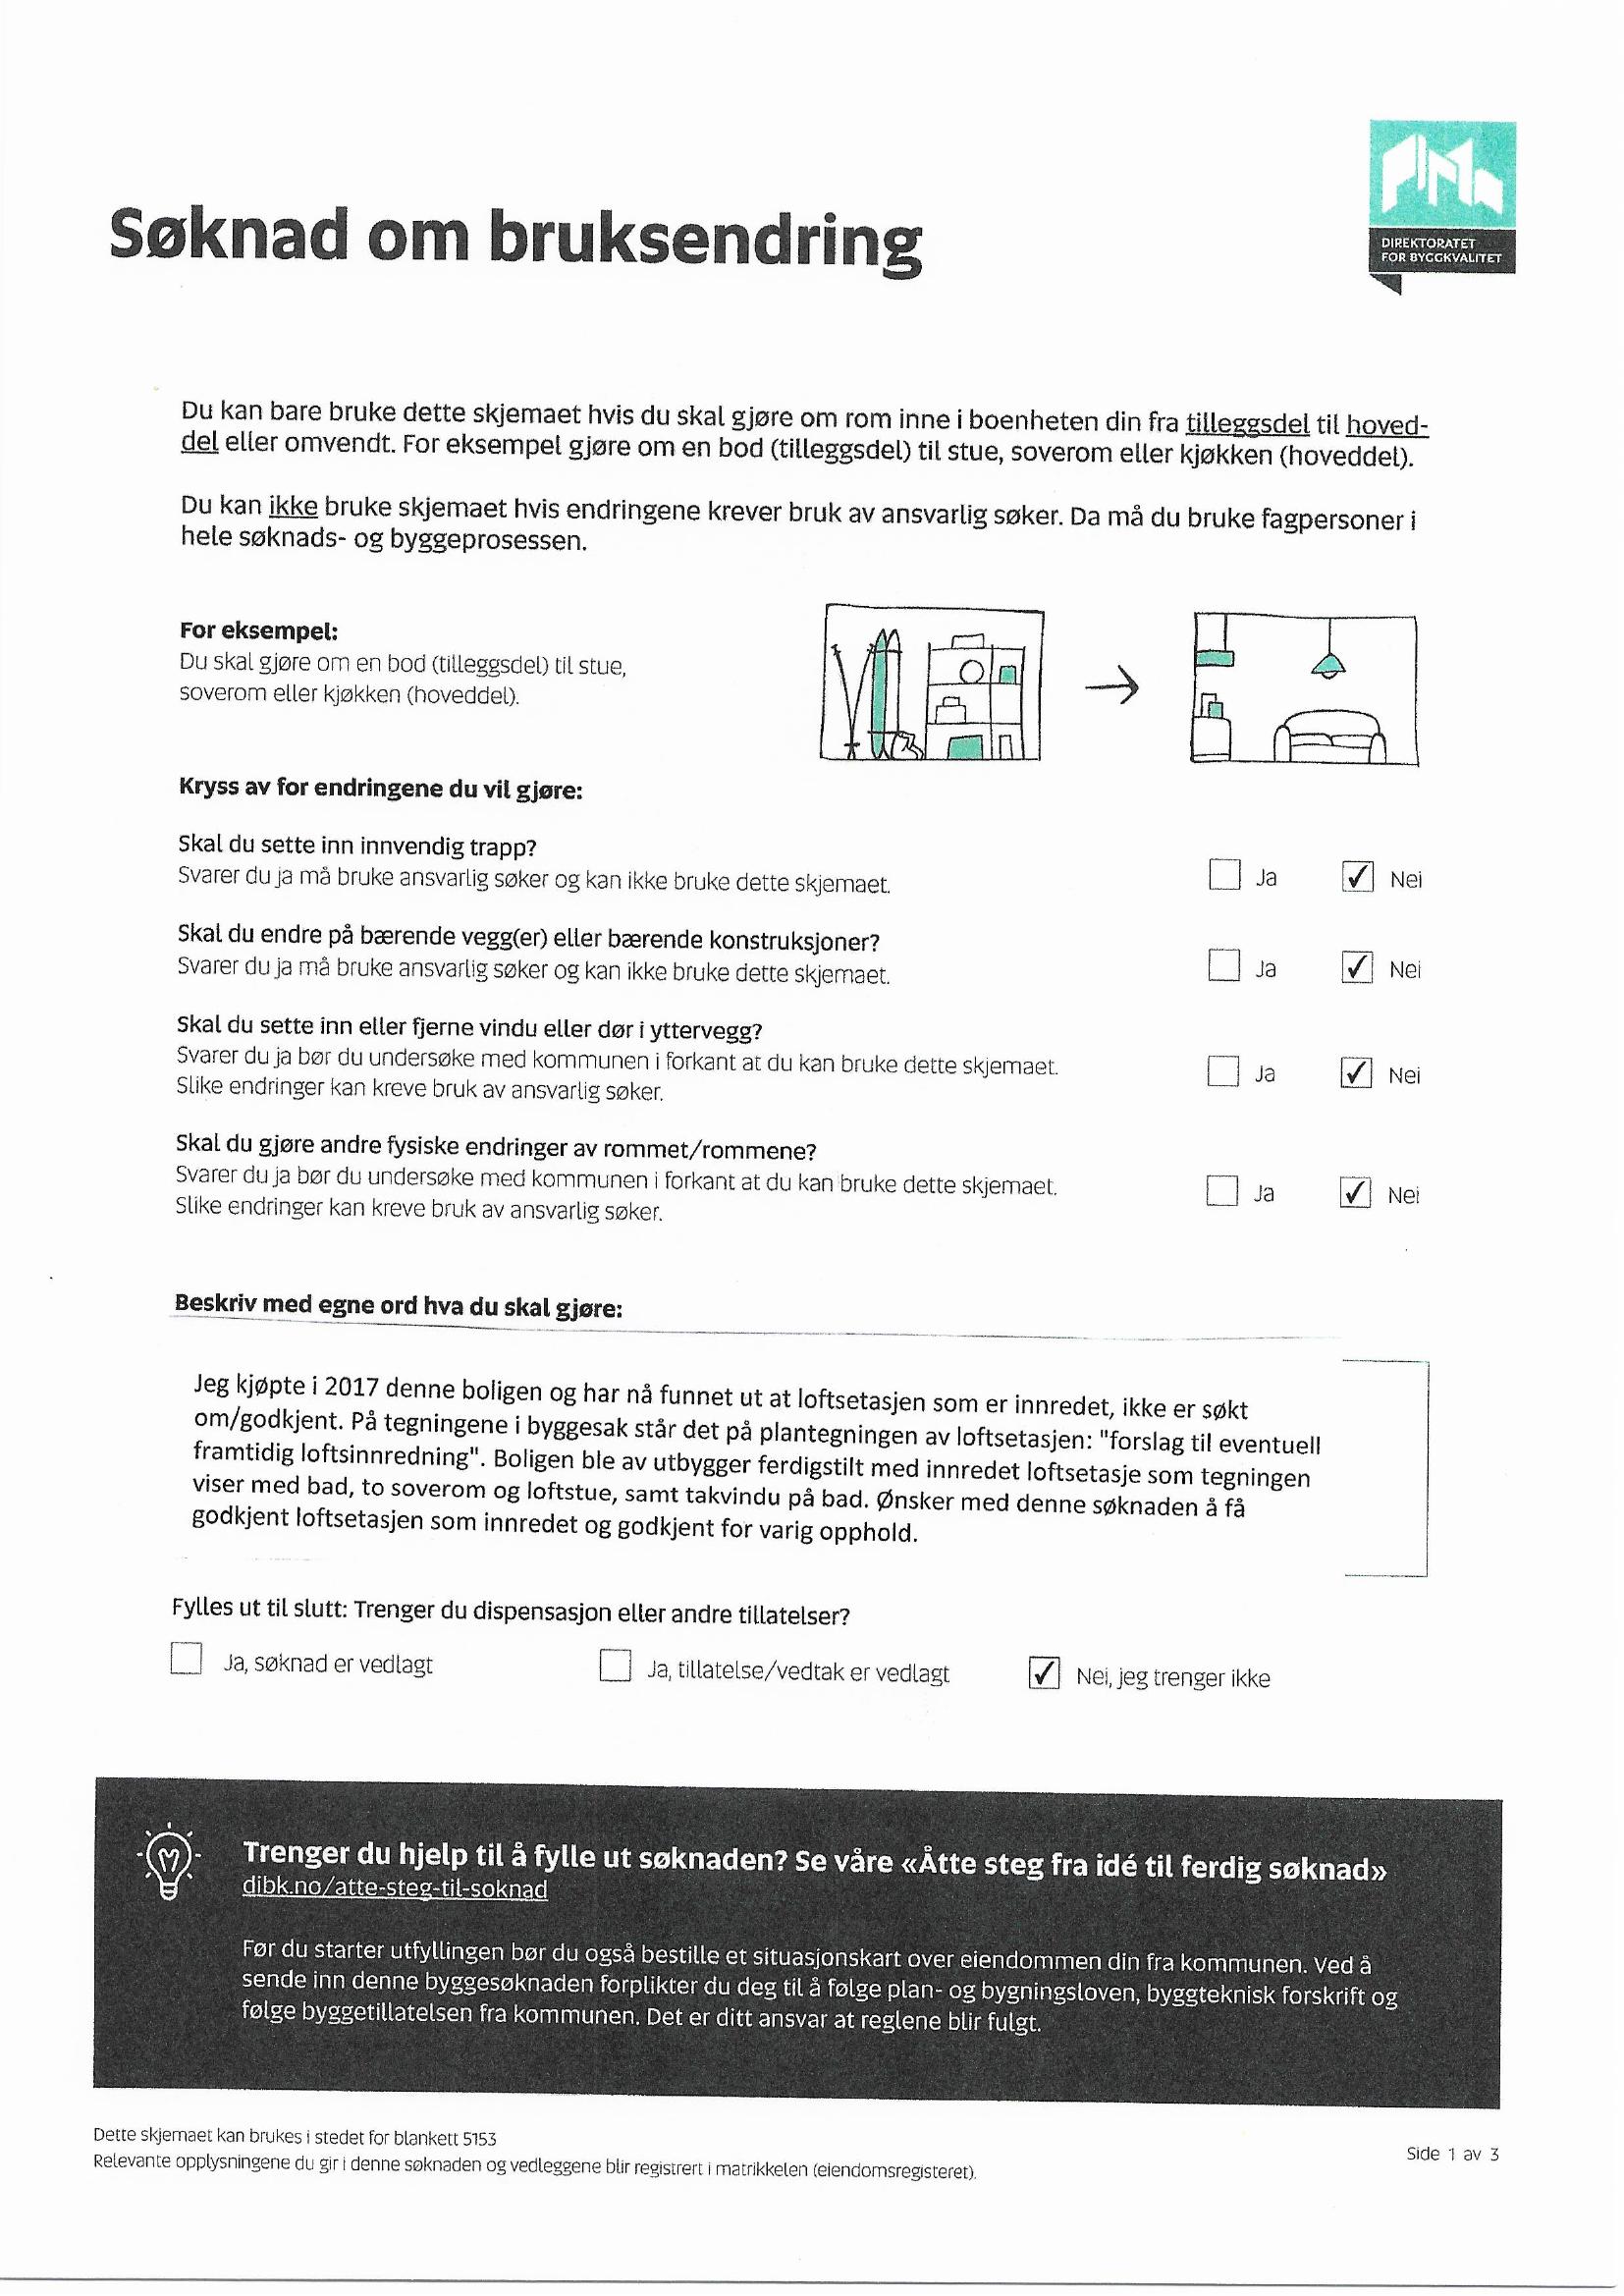 DIREKTORATET
FOR BYGGKVALITET
Søknad om bruksendring
Du kan bare bruke dette skjemaet hvis du skal gjøre om rom inne i boenheten din fra tilleggsdel til hoved-
del eller omvendt. For eksempel gjøre om en bod (tilleggsdel) til stue, soverom eller kjøkken (hoveddel).
Du kan ikke bruke skjemaet hvis endringene krever bruk av ansvarlig søker. Da må du bruke fagpersoner i
hele søknads- og byggeprosessen.
For eksempel:
Du skal gjøre om en bod (tilleggsdel) til stue,
soverom eller kjøkken (hoveddel).
Kryss av for endringene du vil gjøre:
Skal du sette inn innvendig trapp?
Svarer du ja må bruke ansvarlig søker og kan ikke bruke dette skjemaet.
Ja ✓ Nei
Skal du endre på bærende vegg(er) eller bærende konstruksjoner?
Svarer du ja må bruke ansvarlig søker og kan ikke bruke dette skjemaet.
Ja ✓ Nei
Skal du sette inn eller fjerne vindu eller dør i yttervegg?
Svarer du ja bør du undersøke med kommunen i forkant at du kan bruke dette skjemaet.
Slike endringer kan kreve bruk av ansvarlig søker.
Ja ✓ Nei
Skal du gjøre andre fysiske endringer av rommet/rommene?
Svarer du ja bør du undersøke med kommunen i forkant at du kan bruke dette skjemaet.
Slike endringer kan kreve bruk av ansvarlig søker.
Ja ✓ Nei
Beskriv med egne ord hva du skal gjøre:
Jeg kjøpte i 2017 denne boligen og har nå funnet ut at loftsetasjen som er innredet, ikke er søkt
om/godkjent. På tegningene i byggesak står det på plantegningen av loftsetasjen: "forslag til eventuell
framtidig loftsinnredning". Boligen ble av utbygger ferdigstilt med innredet loftsetasje som tegningen
viser med bad, to soverom og loftstue, samt takvindu på bad. Ønsker med denne søknaden å få
godkjent loftsetasjen som innredet og godkjent for varig opphold.
Fylles ut til slutt: Trenger du dispensasjon eller andre tillatelser?
Ja, søknad er vedlagt Ja, tillatelse/vedtak er vedlagt ✓ Nei, jeg trenger ikke
Trenger du hjelp til å fylle ut søknaden? Se våre «Åtte steg fra idé til ferdig søknad»
dibk.no/atte-steg-til-soknad
Før du starter utfyllingen bør du også bestille et situasjonskart over eiendommen din fra kommunen. Ved å
sende inn denne byggesøknaden forplikter du deg til å følge plan- og bygningsloven, byggteknisk forskrift og
følge byggetillatelsen fra kommunen. Det er ditt ansvar at reglene blir fulgt.
Dette skjemaet kan brukes i stedet for blankett 5153
Relevante opplysningene du gir i denne søknaden og vedleggene blir registrert i matrikkelen (eiendomsregisteret).
Side 1 av 3